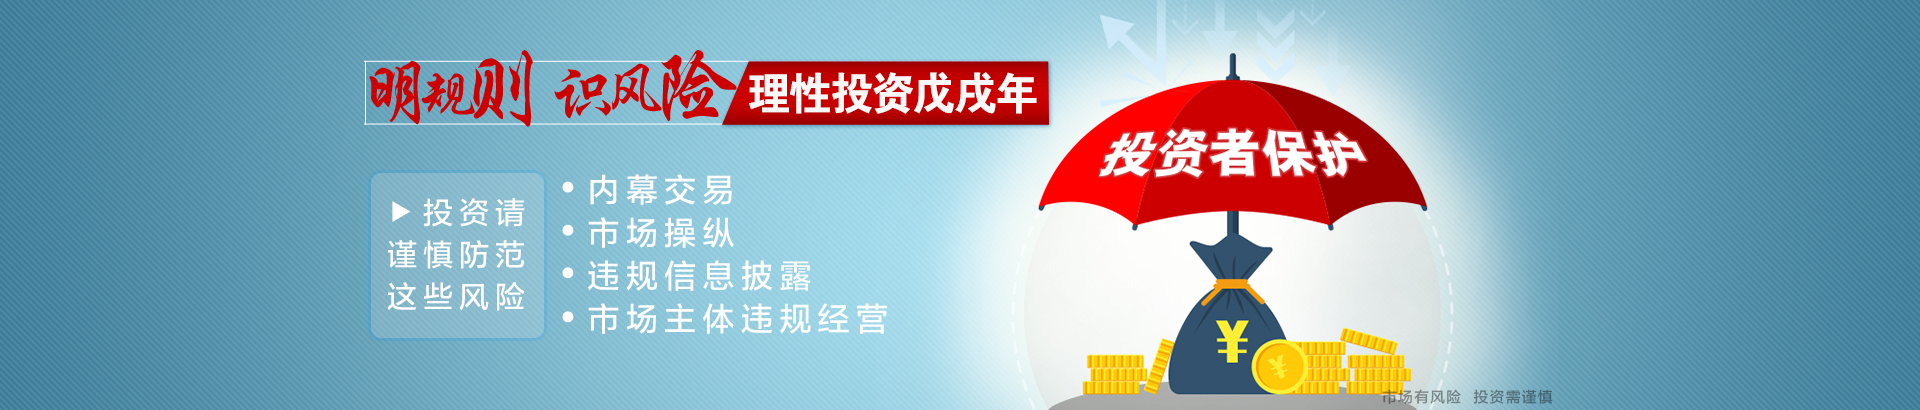 明规则 识风险 理性投资戊戌年
▶投资请
谨慎防范
这些风险
• 内幕交易
• 市场操纵
• 违规信息披露
• 市场主体违规经营
投资者保护
¥
¥
市场有风险 投资需谨慎